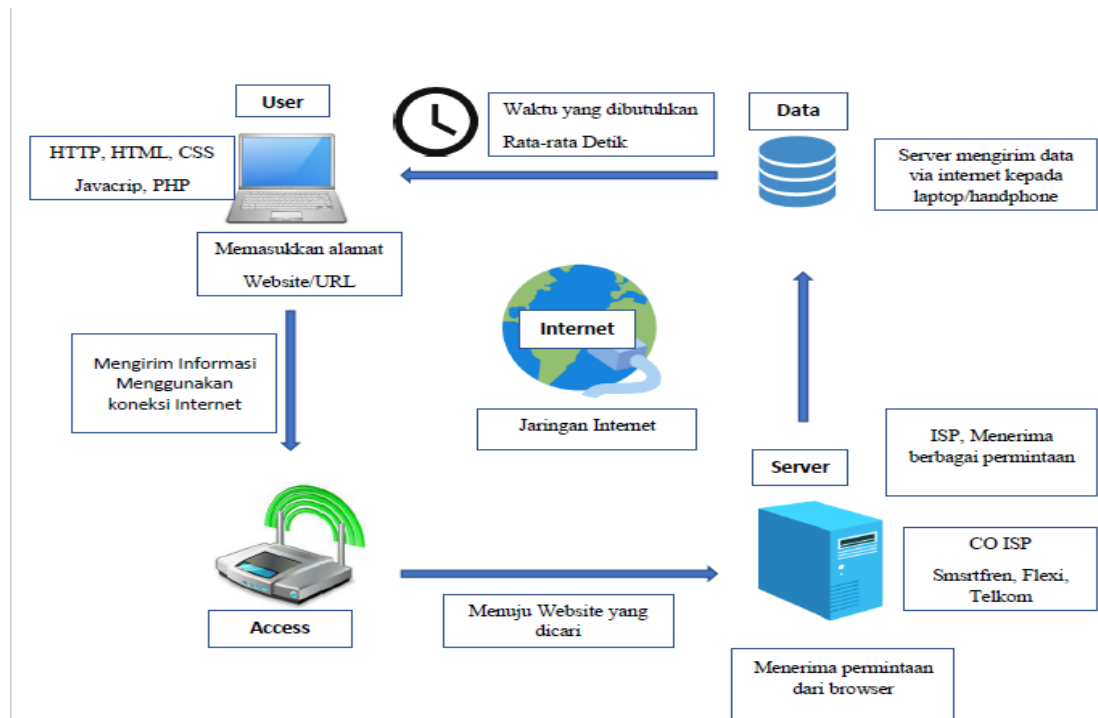 User
HTTP, HTML, CSS
Javacrip, PHP
Memasukkan alamat
Website/URL
Waktu yang dibutuhkan
Rata-rata Detik
Data
Server mengirim data
via internet kepada
laptop/handphone
Mengirim Informasi
Menggunakan
koneksi Internet
Internet
Jaringan Internet
Access
Menuju Website yang
dicari
Server
ISP, Menerima
berbagai permintaan
CO ISP
Smsrtfren, Flexi,
Telkom
Menerima permintaan
dari browser